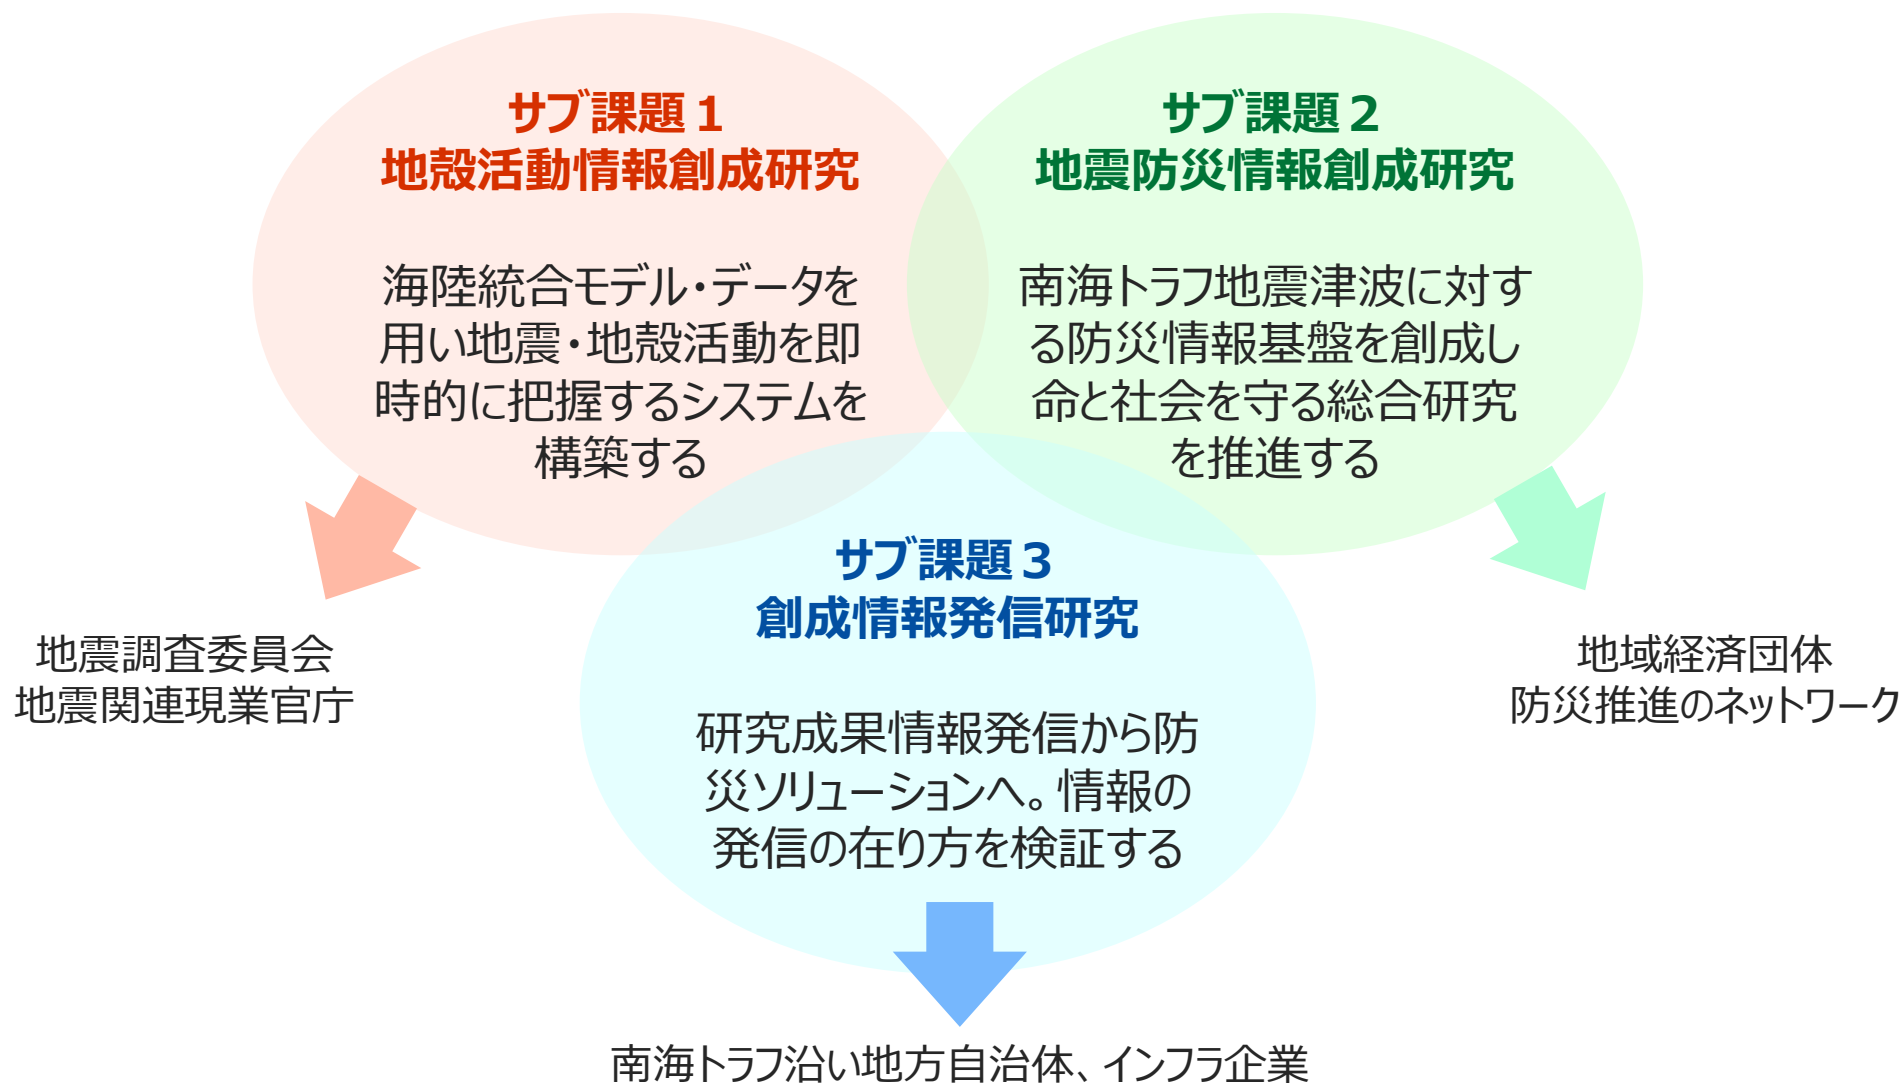 サブ課題1
地殻活動情報創成研究
海陸統合モデル・データを
用い地震・地殻活動を即
時的に把握するシステムを
構築する
サブ課題2
地震防災情報創成研究
南海トラフ地震津波に対す
る防災情報基盤を創成し
命と社会を守る総合研究
を推進する
サブ課題3
創成情報発信研究
研究成果情報発信から防
災ソリューションへ。情報の
発信の在り方を検証する
地震調査委員会
地震関連現業官庁
地域経済団体
防災推進のネットワーク
南海トラフ沿い地方自治体、インフラ企業